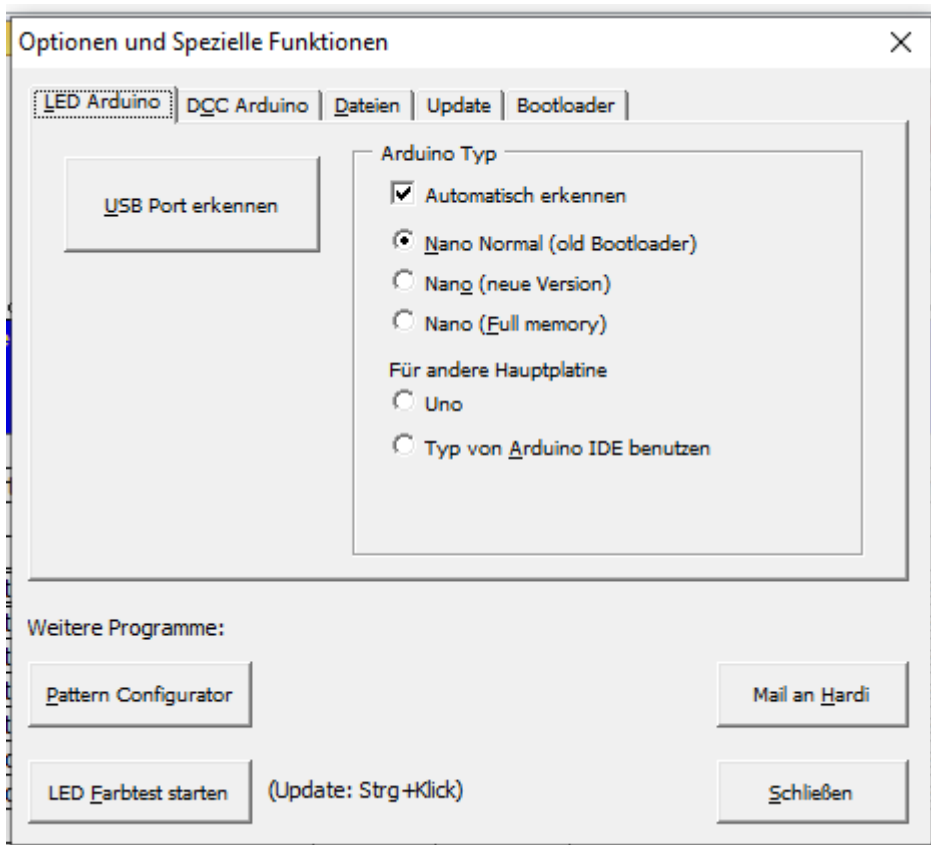 Optionen und Spezielle Funktionen
LED Arduino DCC Arduino Dateien Update Bootloader
USB Port erkennen
Arduino Typ
Automatisch erkennen
Nano Normal (old Bootloader)
Nano (neue Version)
Nano (Full memory)
Für andere Hauptplatine
Uno
Typ von Arduino IDE benutzen
Weitere Programme:
Pattern Configurator
Mail an Hardi
LED Farbtest starten
(Update: Strg+Klick)
Schließen